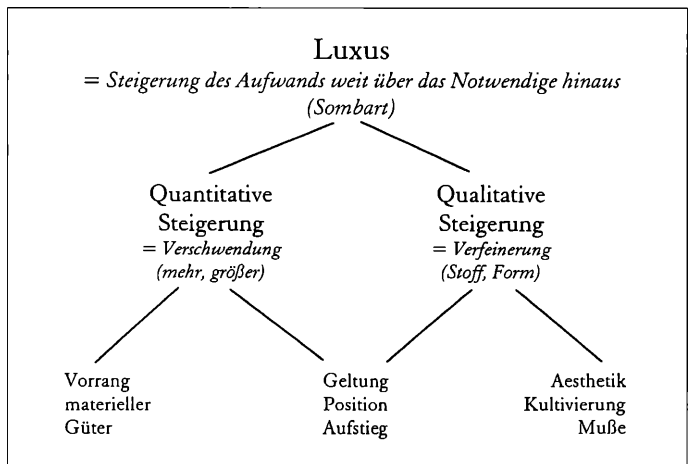 Luxus
= Steigerung des Aufwands weit über das Notwendige hinaus
(Sombart)
Quantitative
Steigerung
= Verschwendung
(mehr, größer)
Qualitative
Steigerung
= Verfeinerung
(Stoff, Form)
Vorrang
materieller
Güter
Geltung
Position
Aufstieg
Aesthetik
Kultivierung
Muße